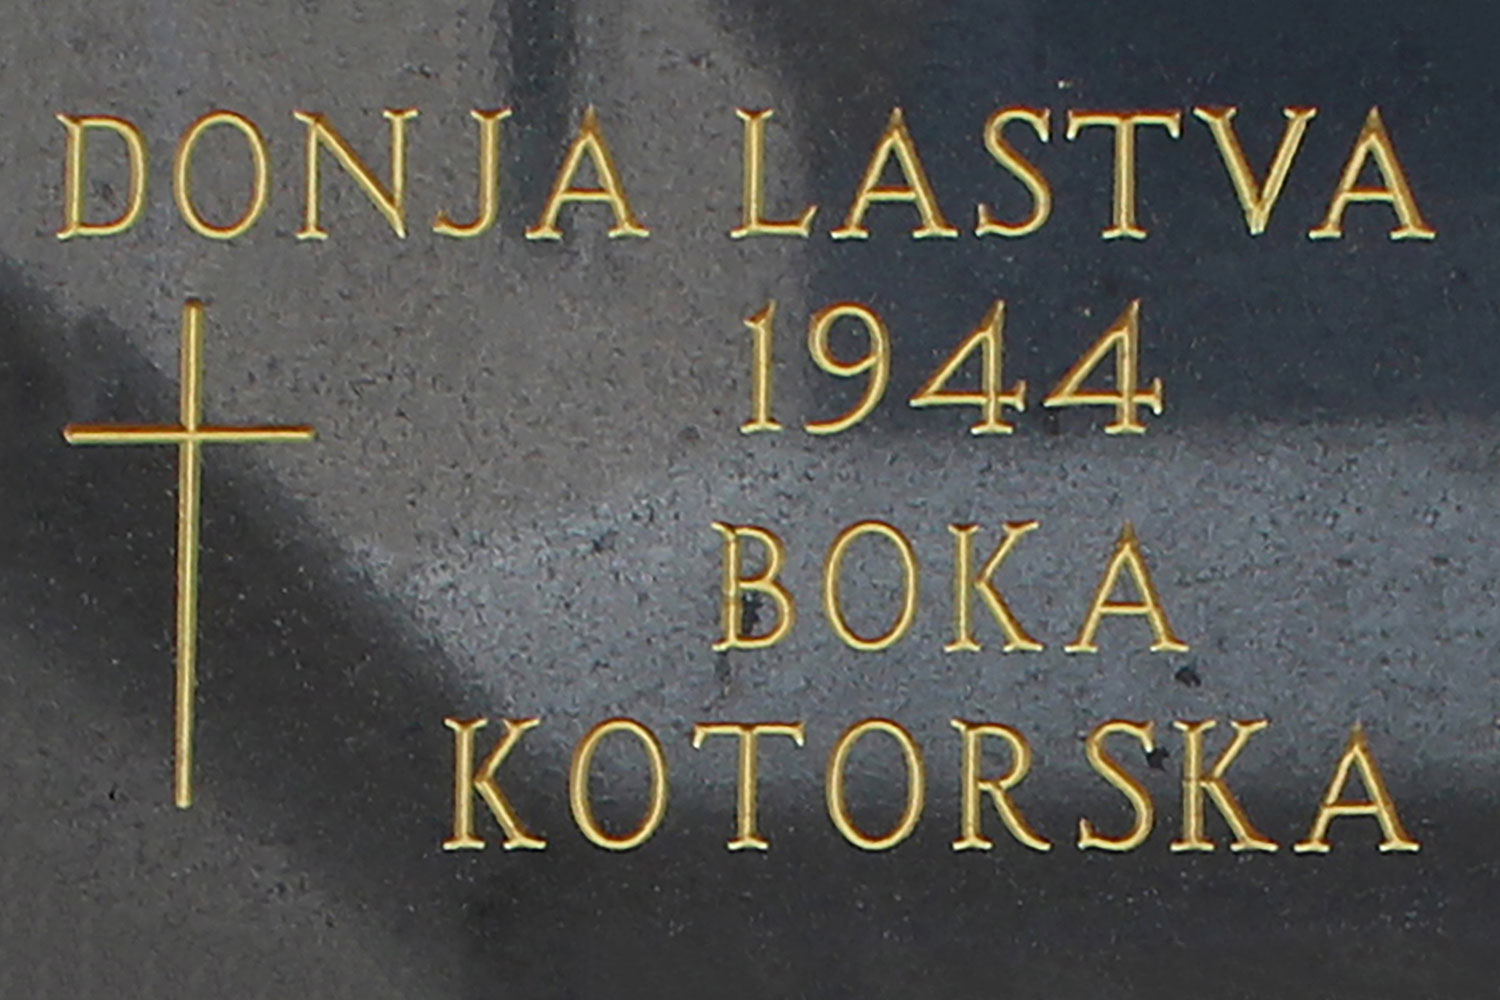 DONJA LASTVA
1944
BOKA
KOTORSKA